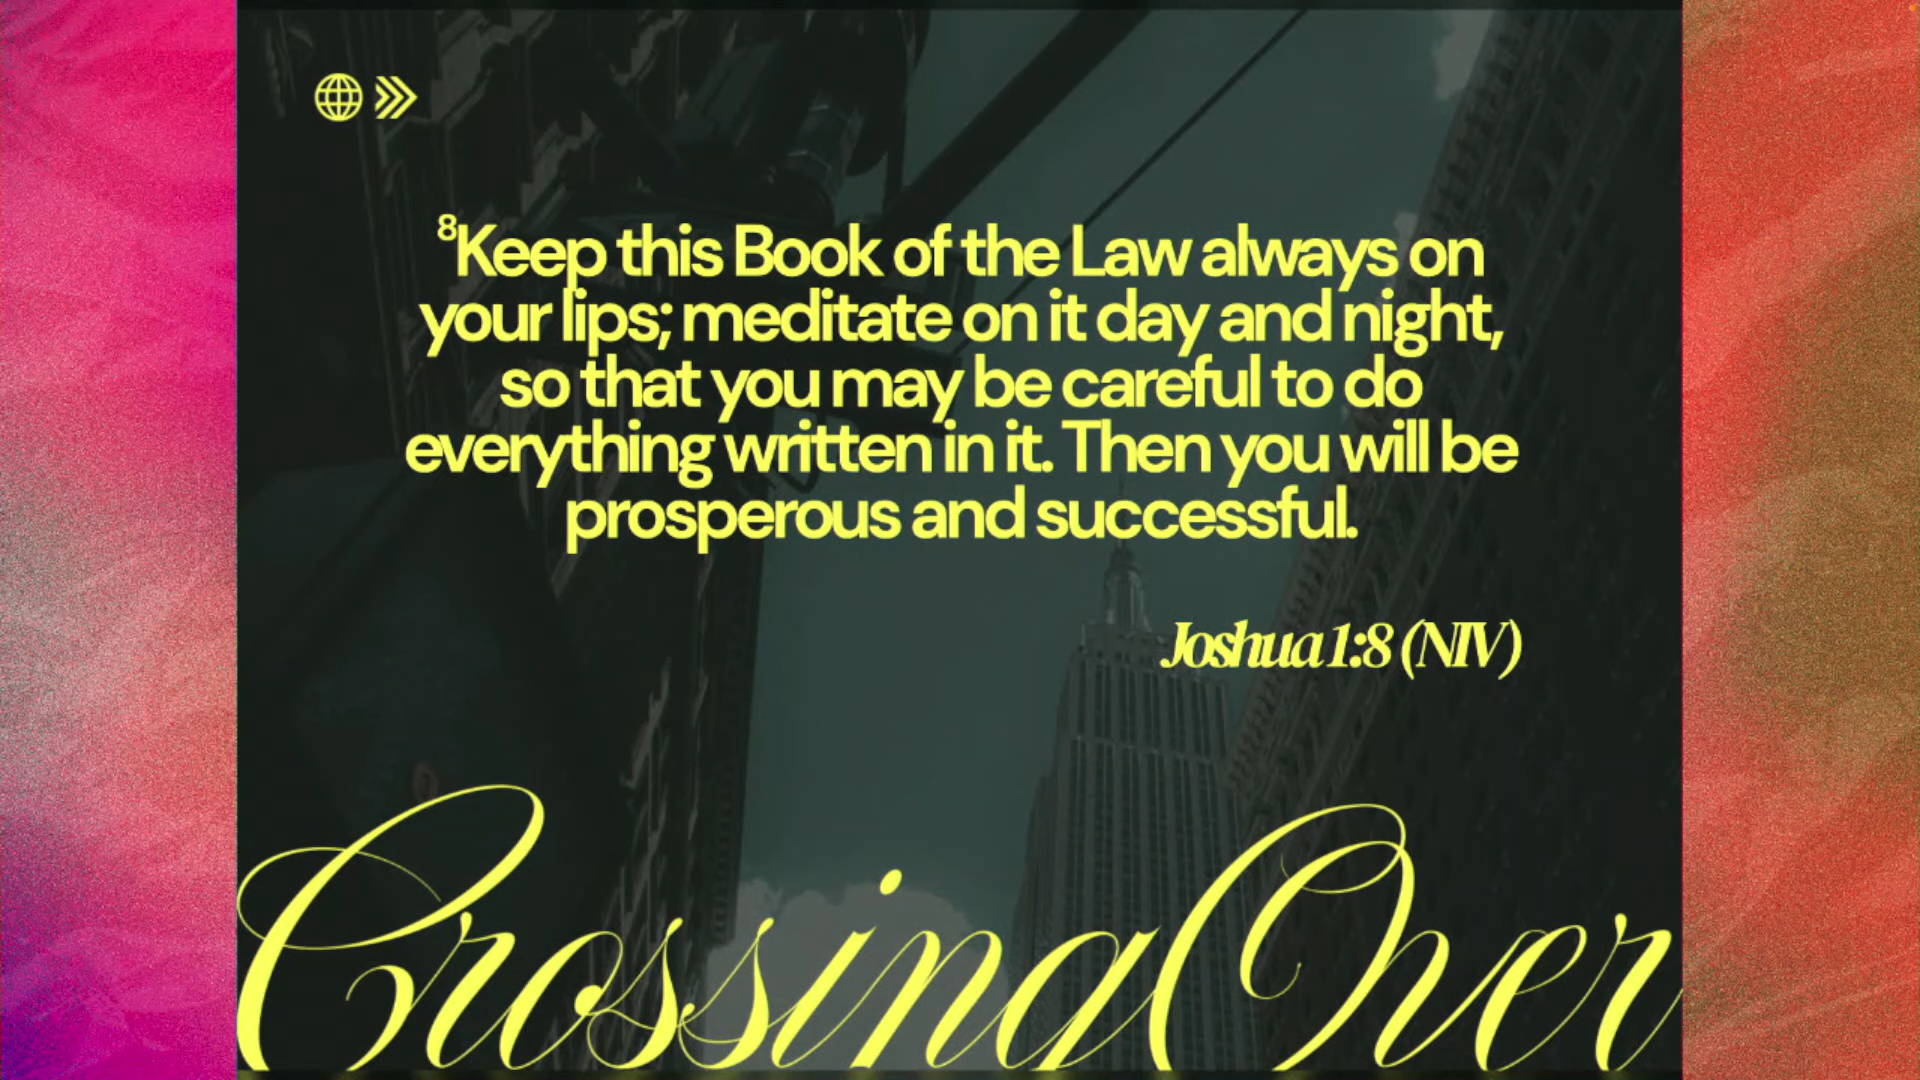 ⁸Keep this Book of the Law always on
your lips; meditate on it day and night,
so that you may be careful to do
everything written in it. Then you will be
prosperous and successful.
Joshua 1:8 (NIV)
Crossing Over